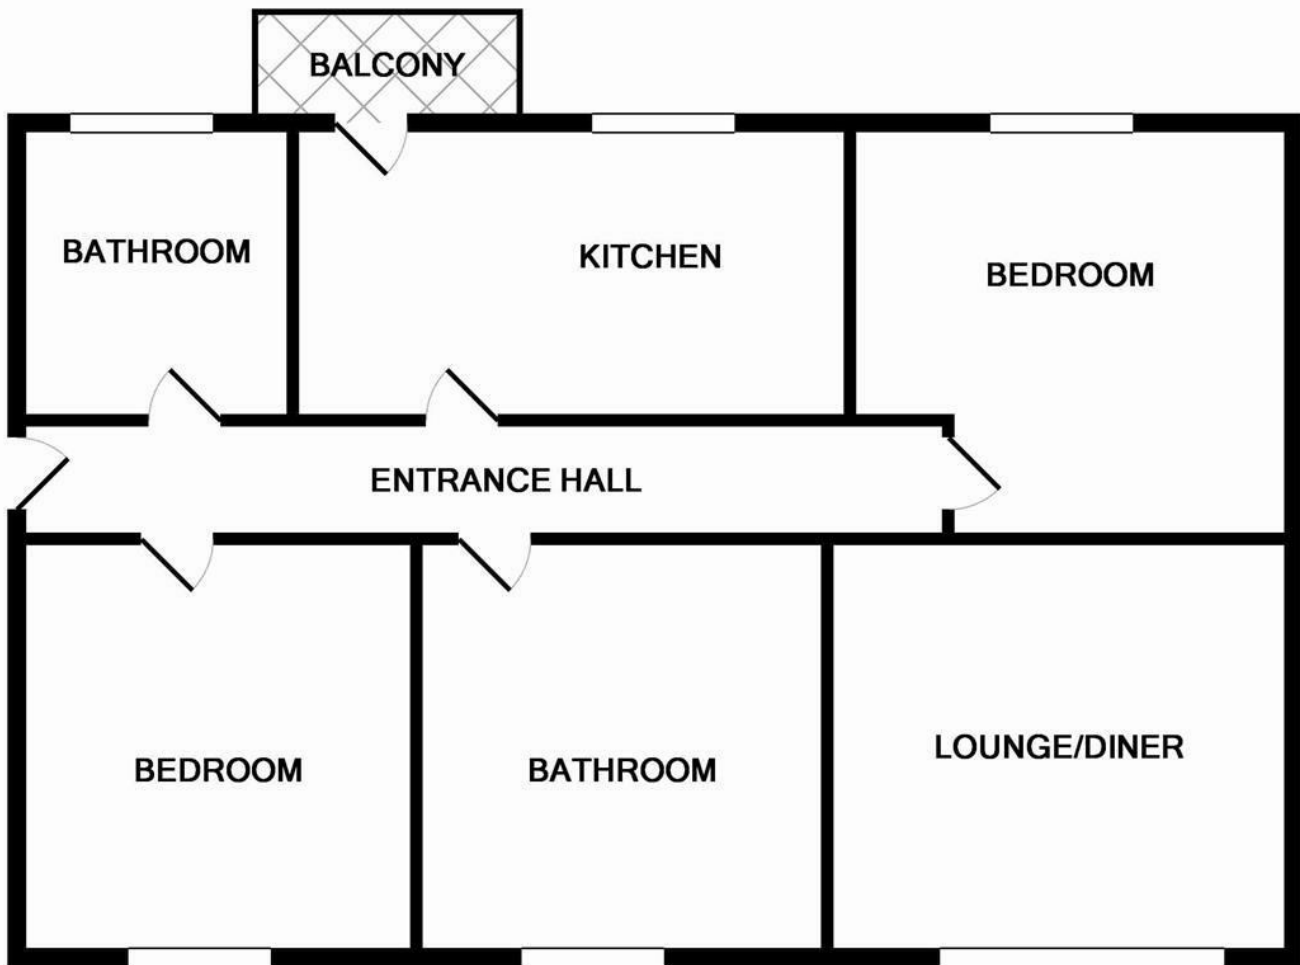 BALCONY
BATHROOM
KITCHEN
BEDROOM
ENTRANCE HALL
BEDROOM
BATHROOM
LOUNGE/DINER